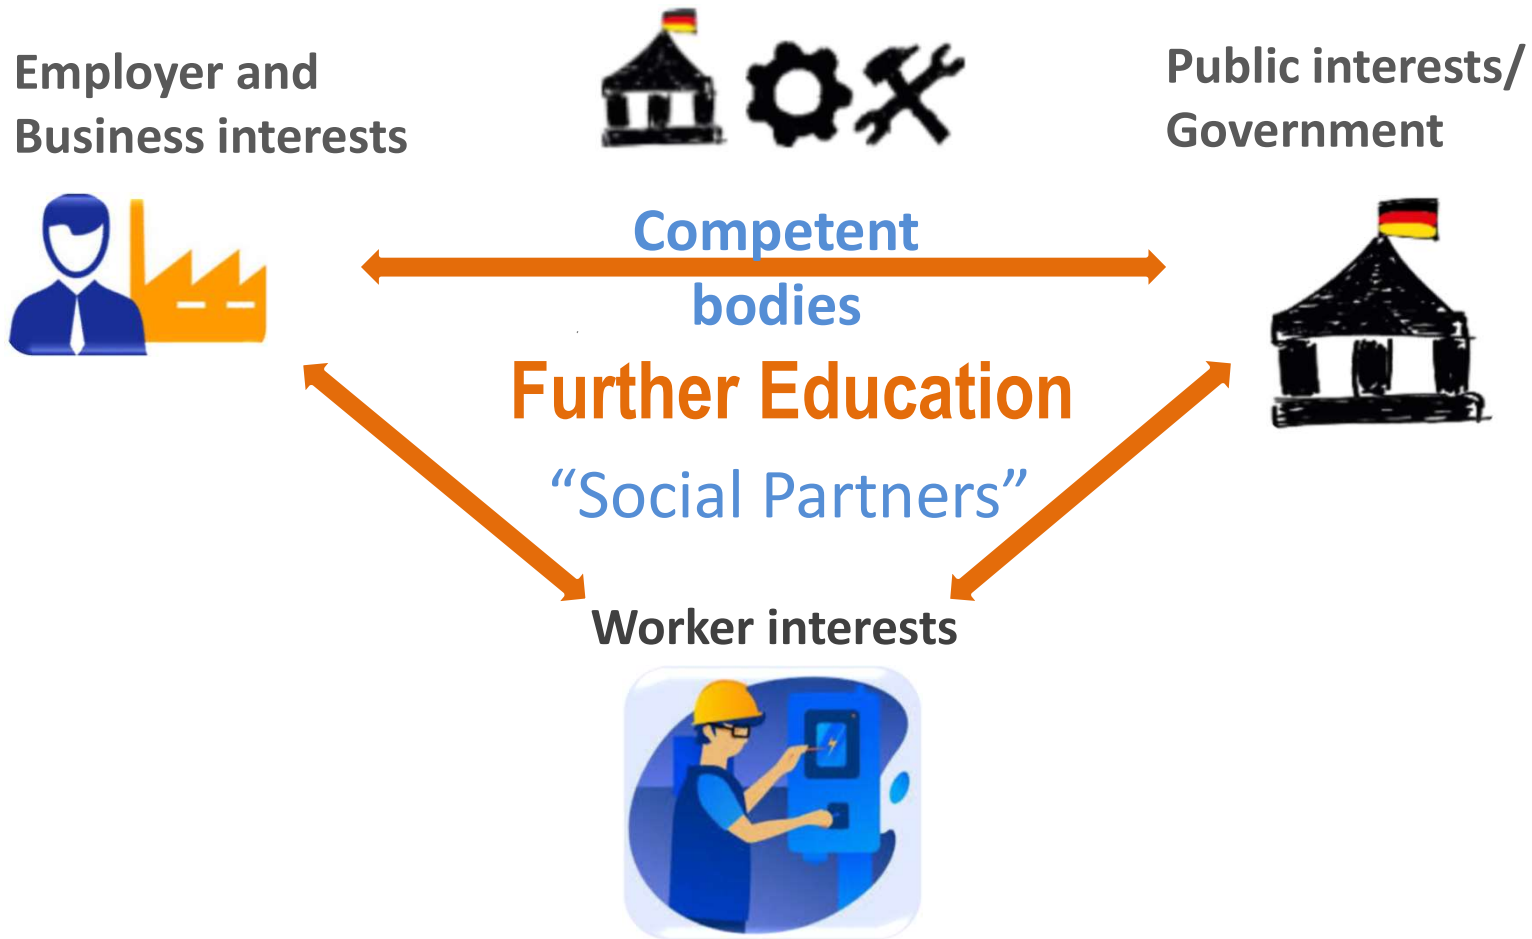 Employer and
Business interests
Public interests/
Government
Competent
bodies
Further Education
“Social Partners”
Worker interests